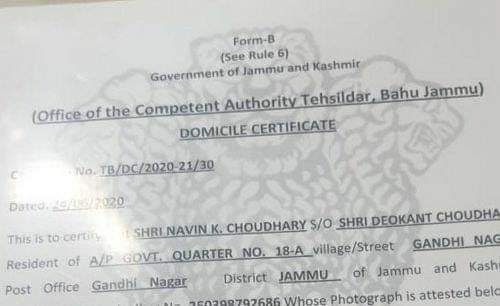 Form-B
(See Rule 6)
Government of Jammu and Kashmir
(Office of the Competent Authority Tehsildar, Bahu Jammu)
DOMICILE CERTIFICATE
No. TB/DC/2020-21/30
Dated. /2020
This is to certify SHRI NAVIN K. CHOUDHARY S/O SHRI DEOKANT CHOUDHA
Resident of A/P GOVT. QUARTER NO. 18-A village/Street GANDHI NAG
Post Office Gandhi Nagar District JAMMU of Jammu and Kash
No. 260398792686 Whose Photograph is attested belo